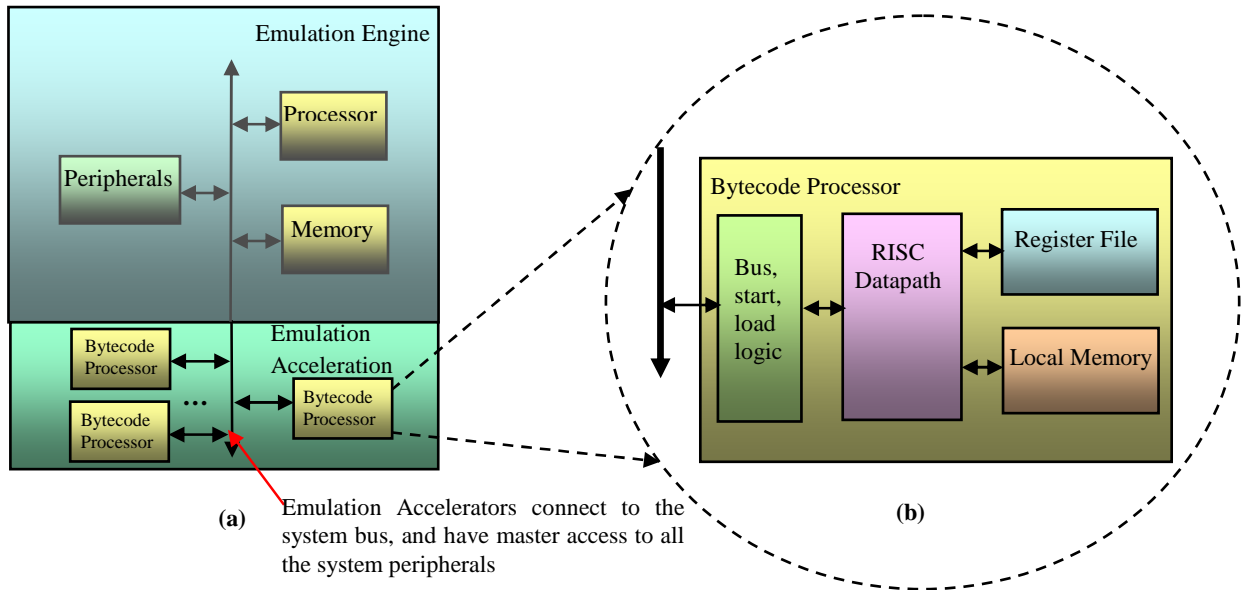 Emulation Engine
Processor
Peripherals
Memory
Emulation
Acceleration
Bytecode
Processor
...
Bytecode
Processor
Bytecode
Processor
(a)
Emulation Accelerators connect to the
system bus, and have master access to all
the system peripherals
Bytecode Processor
Bus,
start,
load
logic
RISC
Datapath
Register File
Local Memory
(b)